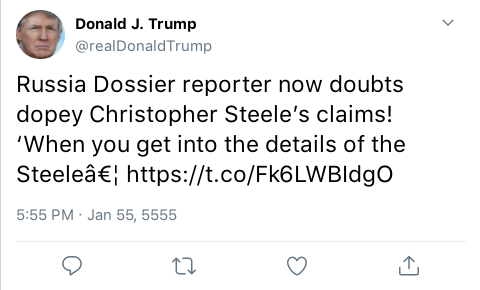 Donald J. Trump
@realDonaldTrump
Russia Dossier reporter now doubts
dopey Christopher Steele’s claims!
‘When you get into the details of the
Steeleâ€¦ https://t.co/Fk6LWBIdgO
5:55 PM · Jan 55, 5555